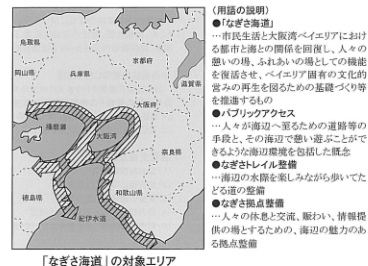 鳥取県
京都府
岡山県
兵庫県
滋賀県
大阪府
播磨灘
大阪湾
奈良県
和歌山県
徳島県
紀伊水道
「なぎさ海道」の対象エリア
(用語の説明)
●「なぎさ海道」
…市民生活と大阪湾ベイエリアにおけ
る都市と海との関係を回復し、人々の
憩いの場、ふれあいの場としての機能
を復活させ、ベイエリア固有の文化的
営みの再生を図るための基礎づくり等
を推進するもの
●パブリックアクセス
…人々が海辺へ至るための道路等の
手段と、その海辺で憩い遊ぶことがで
きるような海辺環境を包括した概念
●なぎさトレイル整備
…海辺の水際を楽しみながら歩いてた
どる道の整備
●なぎさ拠点整備
…人々の休息と交流、賑わい、情報提
供の場とするための、海辺の魅力のあ
る拠点整備